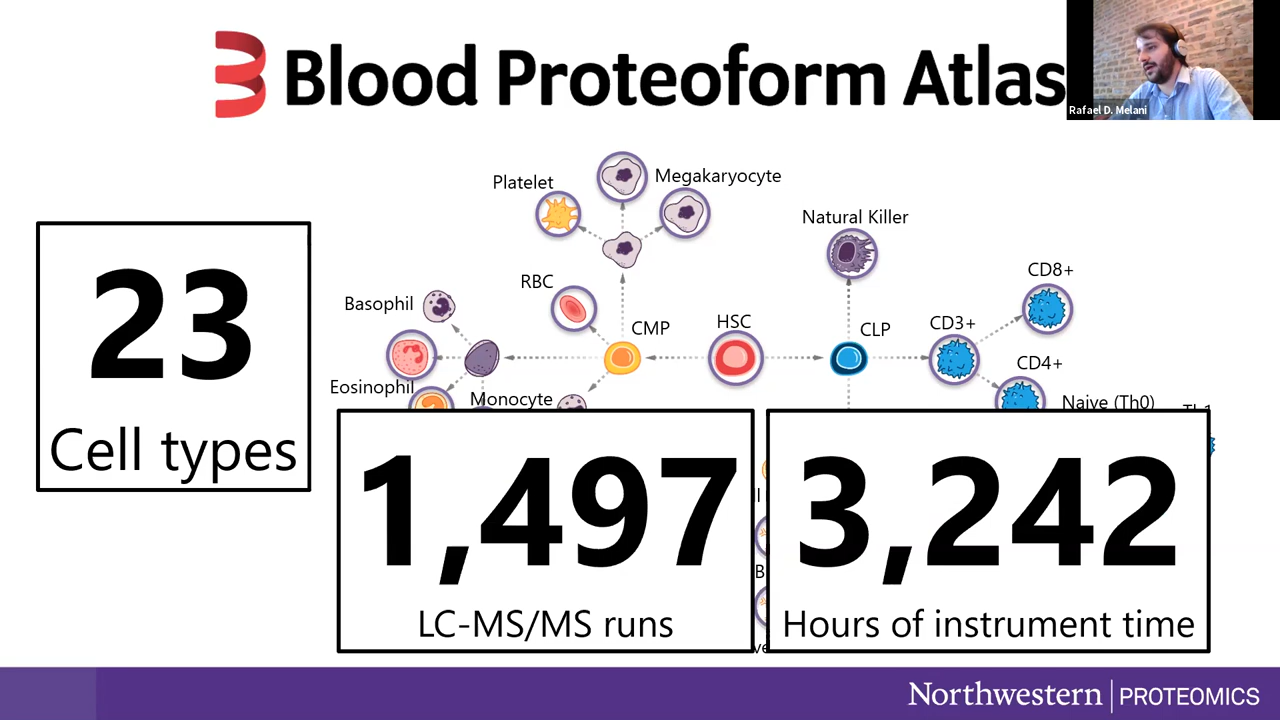 Blood Proteoform Atlas
Rafael D. Melani
Platelet
Megakaryocyte
Natural Killer
RBC
CD8+
Basophil
CMP
HSC
CLP
CD3+
CD4+
Eosinophil
Monocyte
Naive (Th0)
23
Cell types
1,497
LC-MS/MS runs
3,242
Hours of instrument time
Northwestern | PROTEOMICS